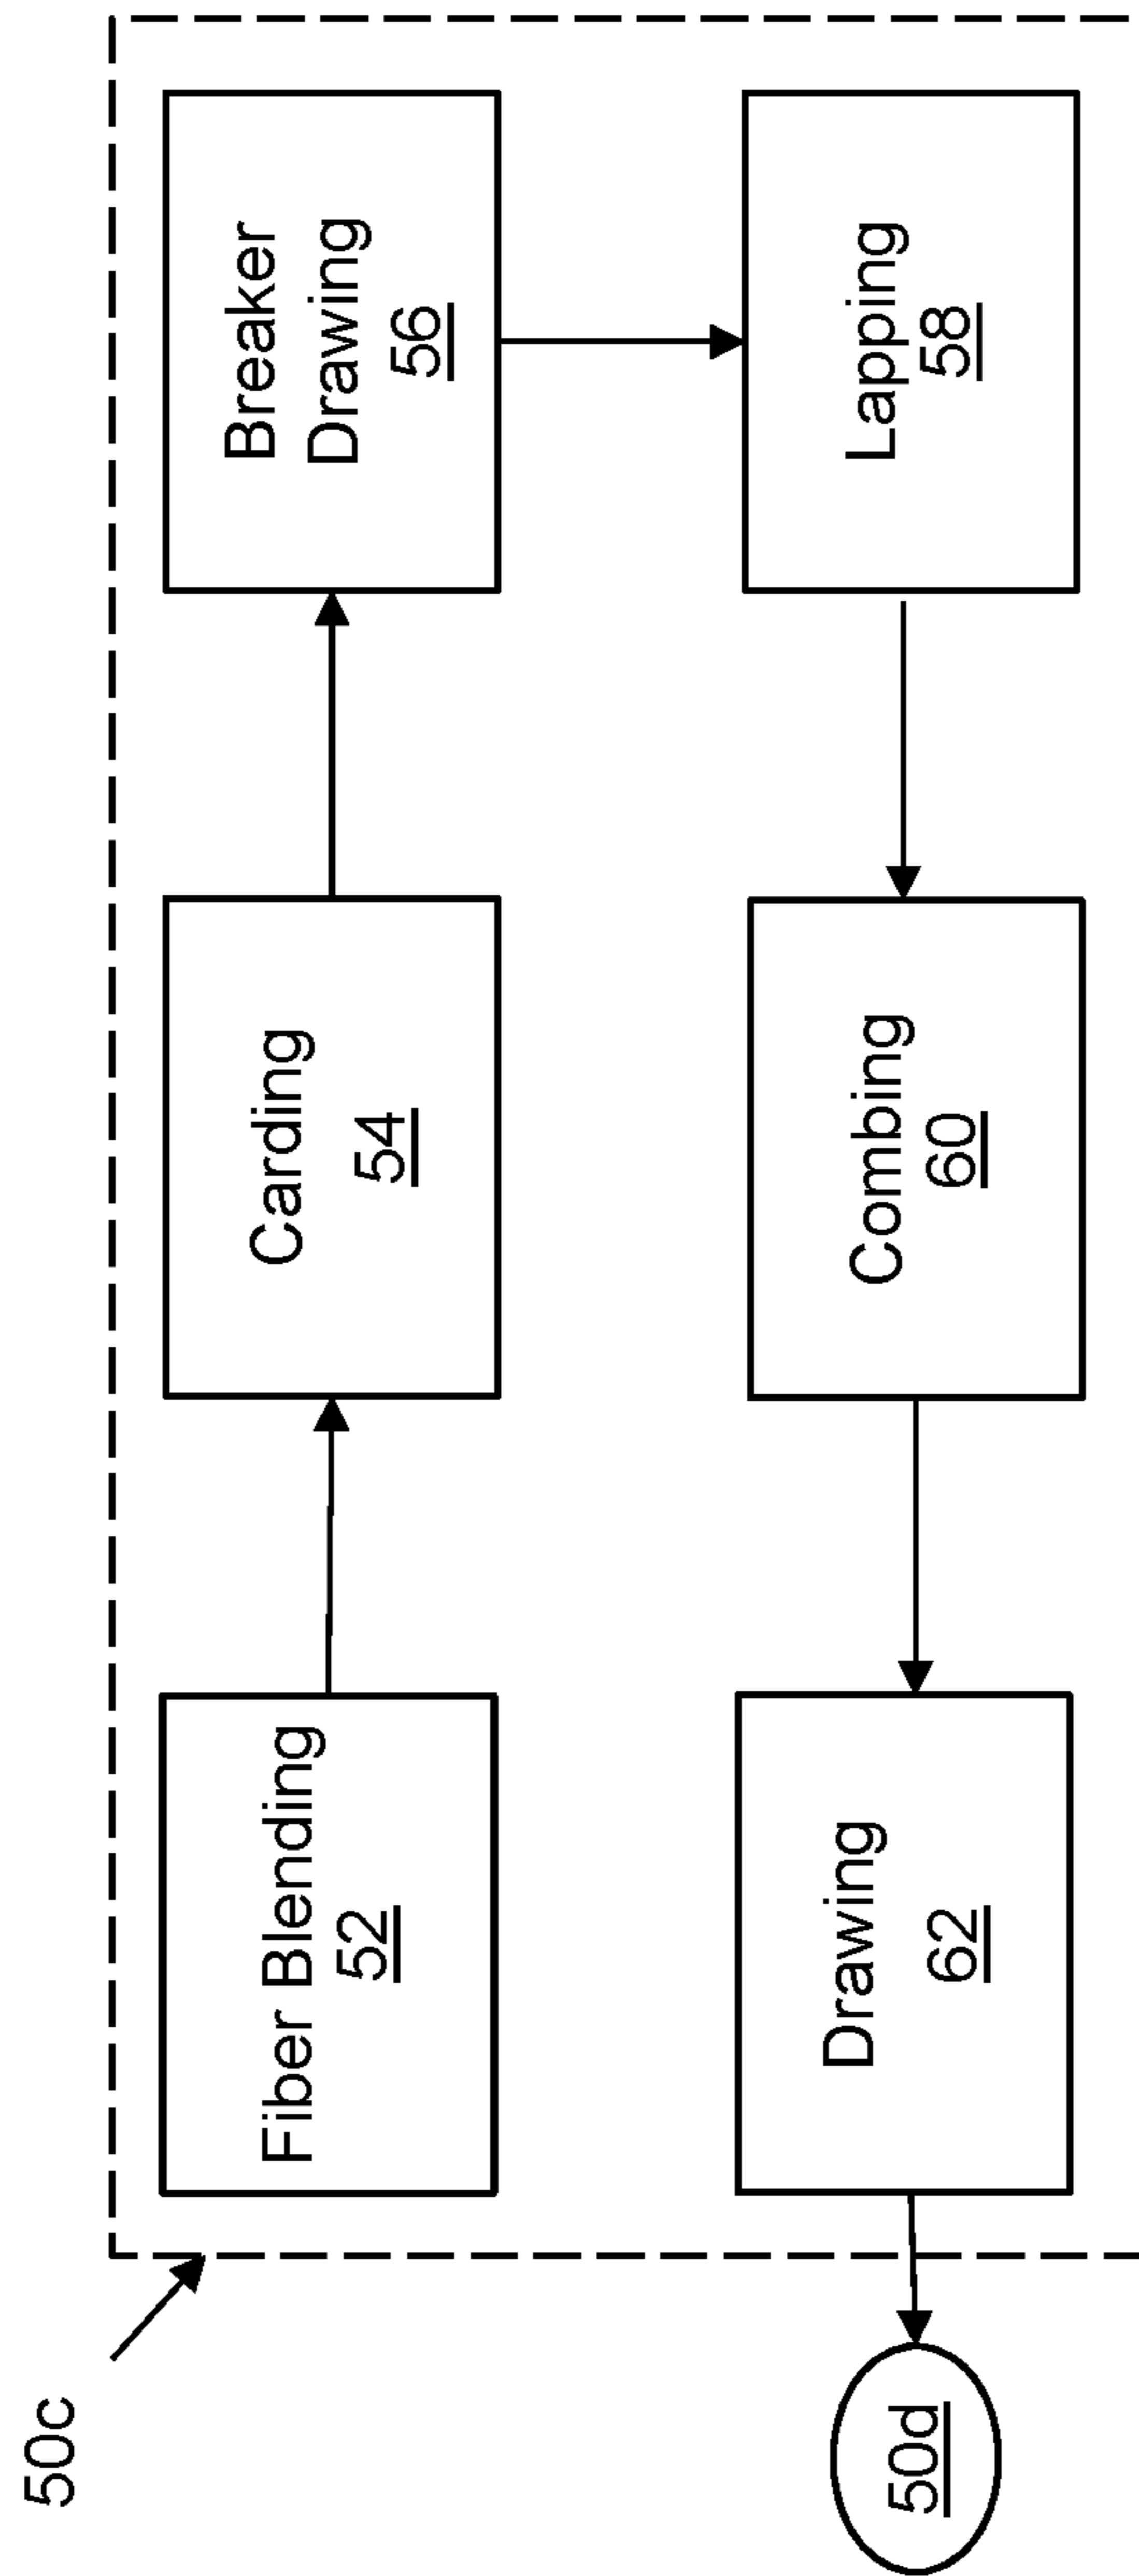 50c
Fiber Blending
52
Carding
54
Breaker
Drawing
56
Lapping
58
Combing
60
Drawing
62
50d